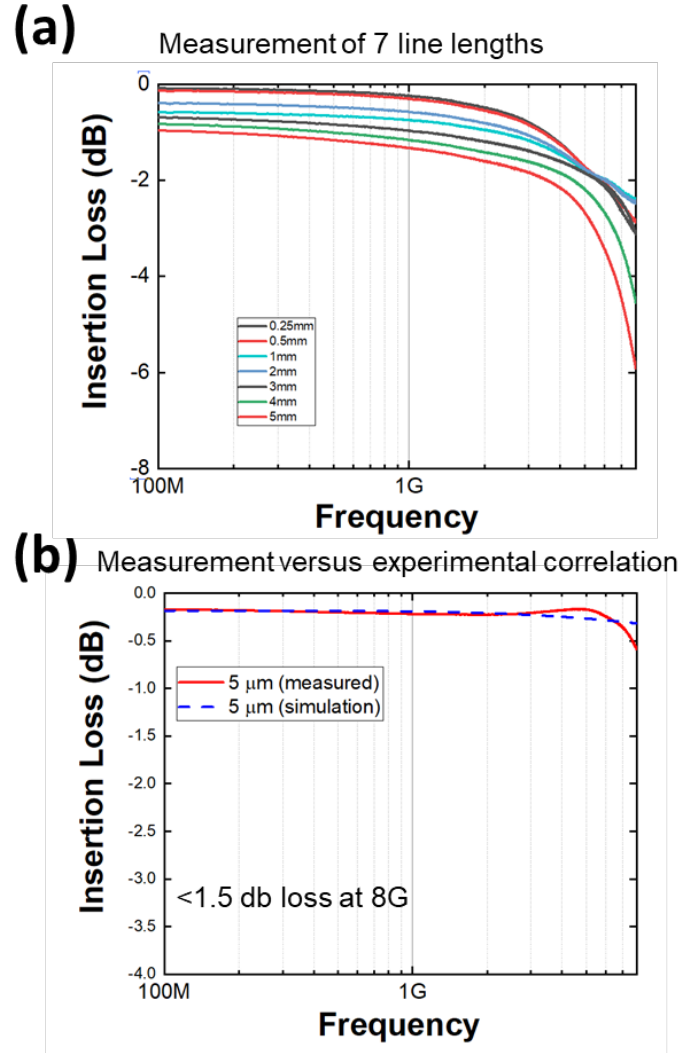 (a)
Measurement of 7 line lengths
0
-2
-4
-6
-8
Insertion Loss (dB)
0.25mm
0.5mm
1mm
2mm
3mm
4mm
5mm
100M
1G
Frequency
(b)
Measurement versus experimental correlation
0.0
-0.5
-1.0
-1.5
-2.0
-2.5
-3.0
-3.5
-4.0
Insertion Loss (dB)
5 μm (measured)
5 μm (simulation)
<1.5 db loss at 8G
100M
1G
Frequency